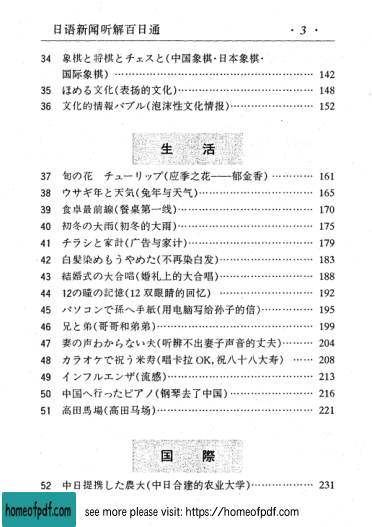 日语新闻听解百日通 · 3 ·
34 象棋と将棋とチェスと(中国象棋·日本象棋·
国际象棋) …… 142
35 ほめる文化(表扬的文化) …… 148
36 文化的情報バブル(泡沫性文化情报) …… 152
生 活
37 旬の花 チューリップ(应季之花——郁金香) …… 161
38 ウサギ年と天気(兔年与天气) …… 165
39 食卓最前線(餐桌第一线) …… 170
40 初冬の大雨(初冬的大雨) …… 175
41 チラシと家計(广告与家计) …… 179
42 白髪染めもうやめた(不再染白发) …… 183
43 結婚式の大合唱(婚礼上的大合唱) …… 188
44 12の瞳の記憶(12双眼睛的回忆) …… 192
45 パソコンで孫へ手紙(用电脑写给孙子的信) …… 195
46 兄と弟(哥哥和弟弟) …… 199
47 妻の声わからない夫(听辨不出妻子声音的丈夫) …… 204
48 カラオケで祝う米寿(唱卡拉OK,祝八十八大寿) …… 208
49 インフルエンザ(流感) …… 213
50 中国へ行ったピアノ(钢琴去了中国) …… 216
51 高田馬場(高田马场) …… 221
国 際
52 中日提携した農大(中日合建的农业大学) …… 231
homeofpdf.com see more please visit: https://homeofpdf.com